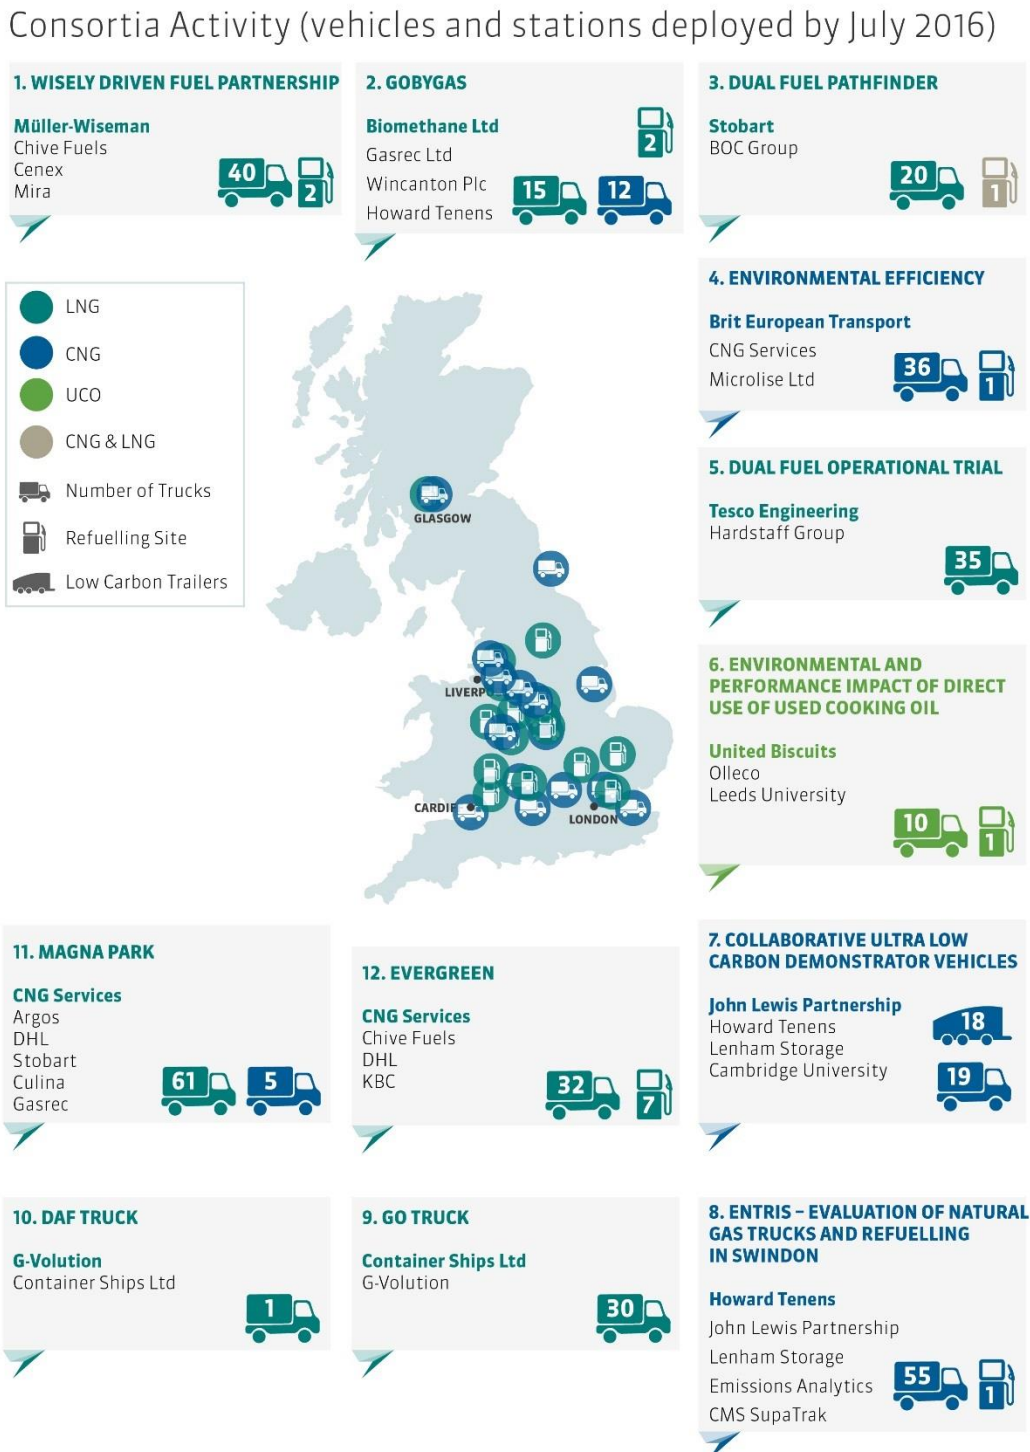 Consortia Activity (vehicles and stations deployed by July 2016)
1. WISELY DRIVEN FUEL PARTNERSHIP
Müller-Wiseman
Chive Fuels
Cenex
Mira
40
2
2. GOBYGAS
Biomethane Ltd
Gasrec Ltd
Wincanton Plc
Howard Tenens
2
15
12
3. DUAL FUEL PATHFINDER
Stobart
BOC Group
20
1
LNG
CNG
UCO
CNG & LNG
Number of Trucks
Refuelling Site
Low Carbon Trailers
GLASGOW
LIVERP
CARDIF
LONDON
4. ENVIRONMENTAL EFFICIENCY
Brit European Transport
CNG Services
Microlise Ltd
36
1
5. DUAL FUEL OPERATIONAL TRIAL
Tesco Engineering
Hardstaff Group
35
6. ENVIRONMENTAL AND
PERFORMANCE IMPACT OF DIRECT
USE OF USED COOKING OIL
United Biscuits
Olleco
Leeds University
10
1
11. MAGNA PARK
CNG Services
Argos
DHL
Stobart
Culina
Gasrec
61
5
12. EVERGREEN
CNG Services
Chive Fuels
DHL
KBC
32
7
7. COLLABORATIVE ULTRA LOW
CARBON DEMONSTRATOR VEHICLES
John Lewis Partnership
Howard Tenens
Lenham Storage
Cambridge University
18
19
10. DAF TRUCK
G-Volution
Container Ships Ltd
1
9. GO TRUCK
Container Ships Ltd
G-Volution
30
8. ENTRIS – EVALUATION OF NATURAL
GAS TRUCKS AND REFUELLING
IN SWINDON
Howard Tenens
John Lewis Partnership
Lenham Storage
Emissions Analytics
CMS SupaTrak
55
1